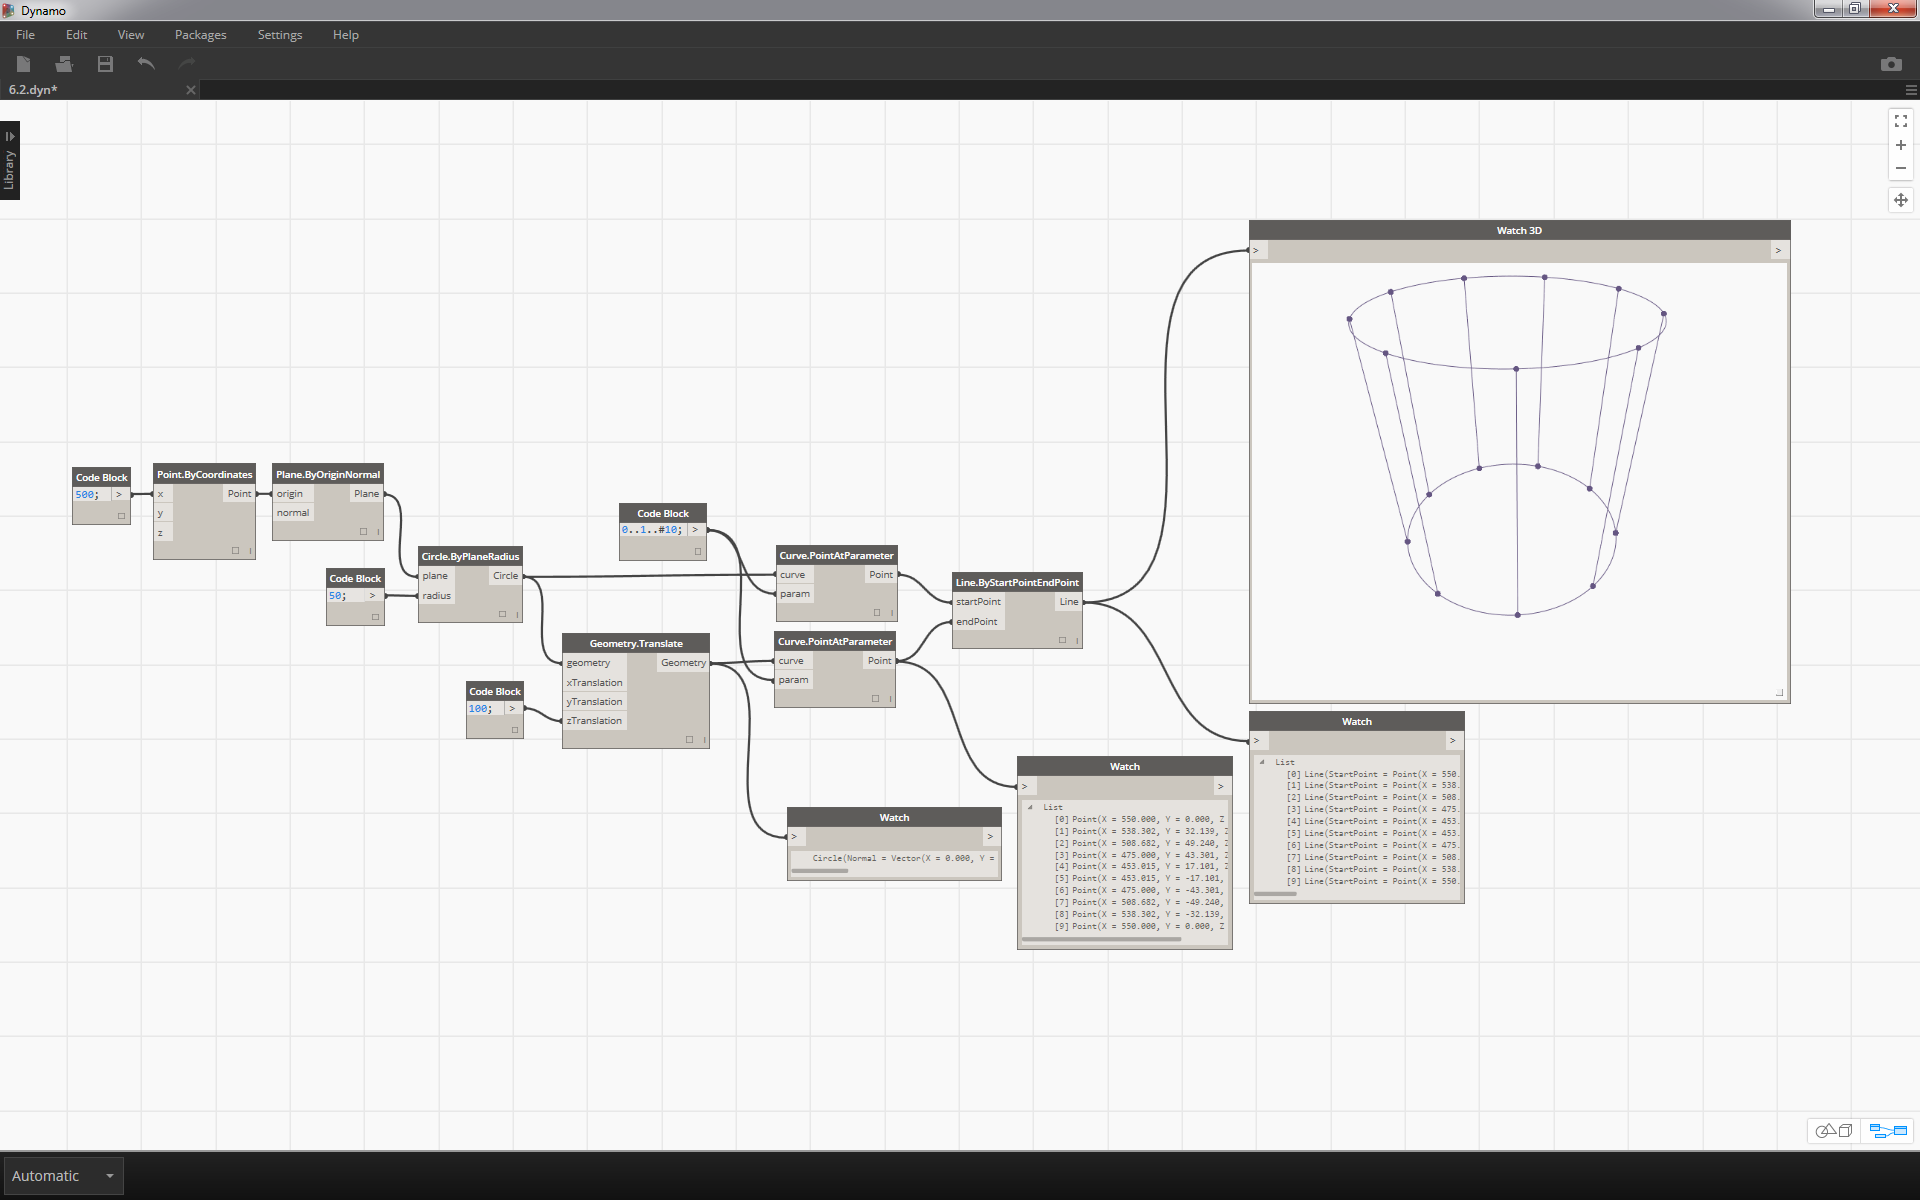 Dynamo
File Edit View Packages Settings Help
6.2.dyn*
Library
Code Block
500; >
Point.ByCoordinates
x Point
y
z
Plane.ByOriginNormal
origin Plane
normal
Code Block
50; >
Circle.ByPlaneRadius
plane Circle
radius
Code Block
100; >
Geometry.Translate
geometry Geometry
xTranslation
yTranslation
zTranslation
Code Block
0..1..#10; >
Curve.PointAtParameter
curve Point
param
Curve.PointAtParameter
curve Point
param
Line.ByStartPointEndPoint
startPoint Line
endPoint
Watch
> >
Circle(Normal = Vector(X = 0.000, Y =
Watch
> >
List
[0] Point(X = 550.000, Y = 0.000, Z
[1] Point(X = 538.302, Y = 32.139, Z
[2] Point(X = 508.682, Y = 49.240, Z
[3] Point(X = 475.000, Y = 43.301, Z
[4] Point(X = 453.015, Y = 17.101, Z
[5] Point(X = 453.015, Y = -17.101,
[6] Point(X = 475.000, Y = -43.301,
[7] Point(X = 508.682, Y = -49.240,
[8] Point(X = 538.302, Y = -32.139,
[9] Point(X = 550.000, Y = 0.000, Z
Watch 3D
> >
Watch
> >
List
[0] Line(StartPoint = Point(X = 550.
[1] Line(StartPoint = Point(X = 538.
[2] Line(StartPoint = Point(X = 508.
[3] Line(StartPoint = Point(X = 475.
[4] Line(StartPoint = Point(X = 453.
[5] Line(StartPoint = Point(X = 453.
[6] Line(StartPoint = Point(X = 475.
[7] Line(StartPoint = Point(X = 508.
[8] Line(StartPoint = Point(X = 538.
[9] Line(StartPoint = Point(X = 550.
Automatic